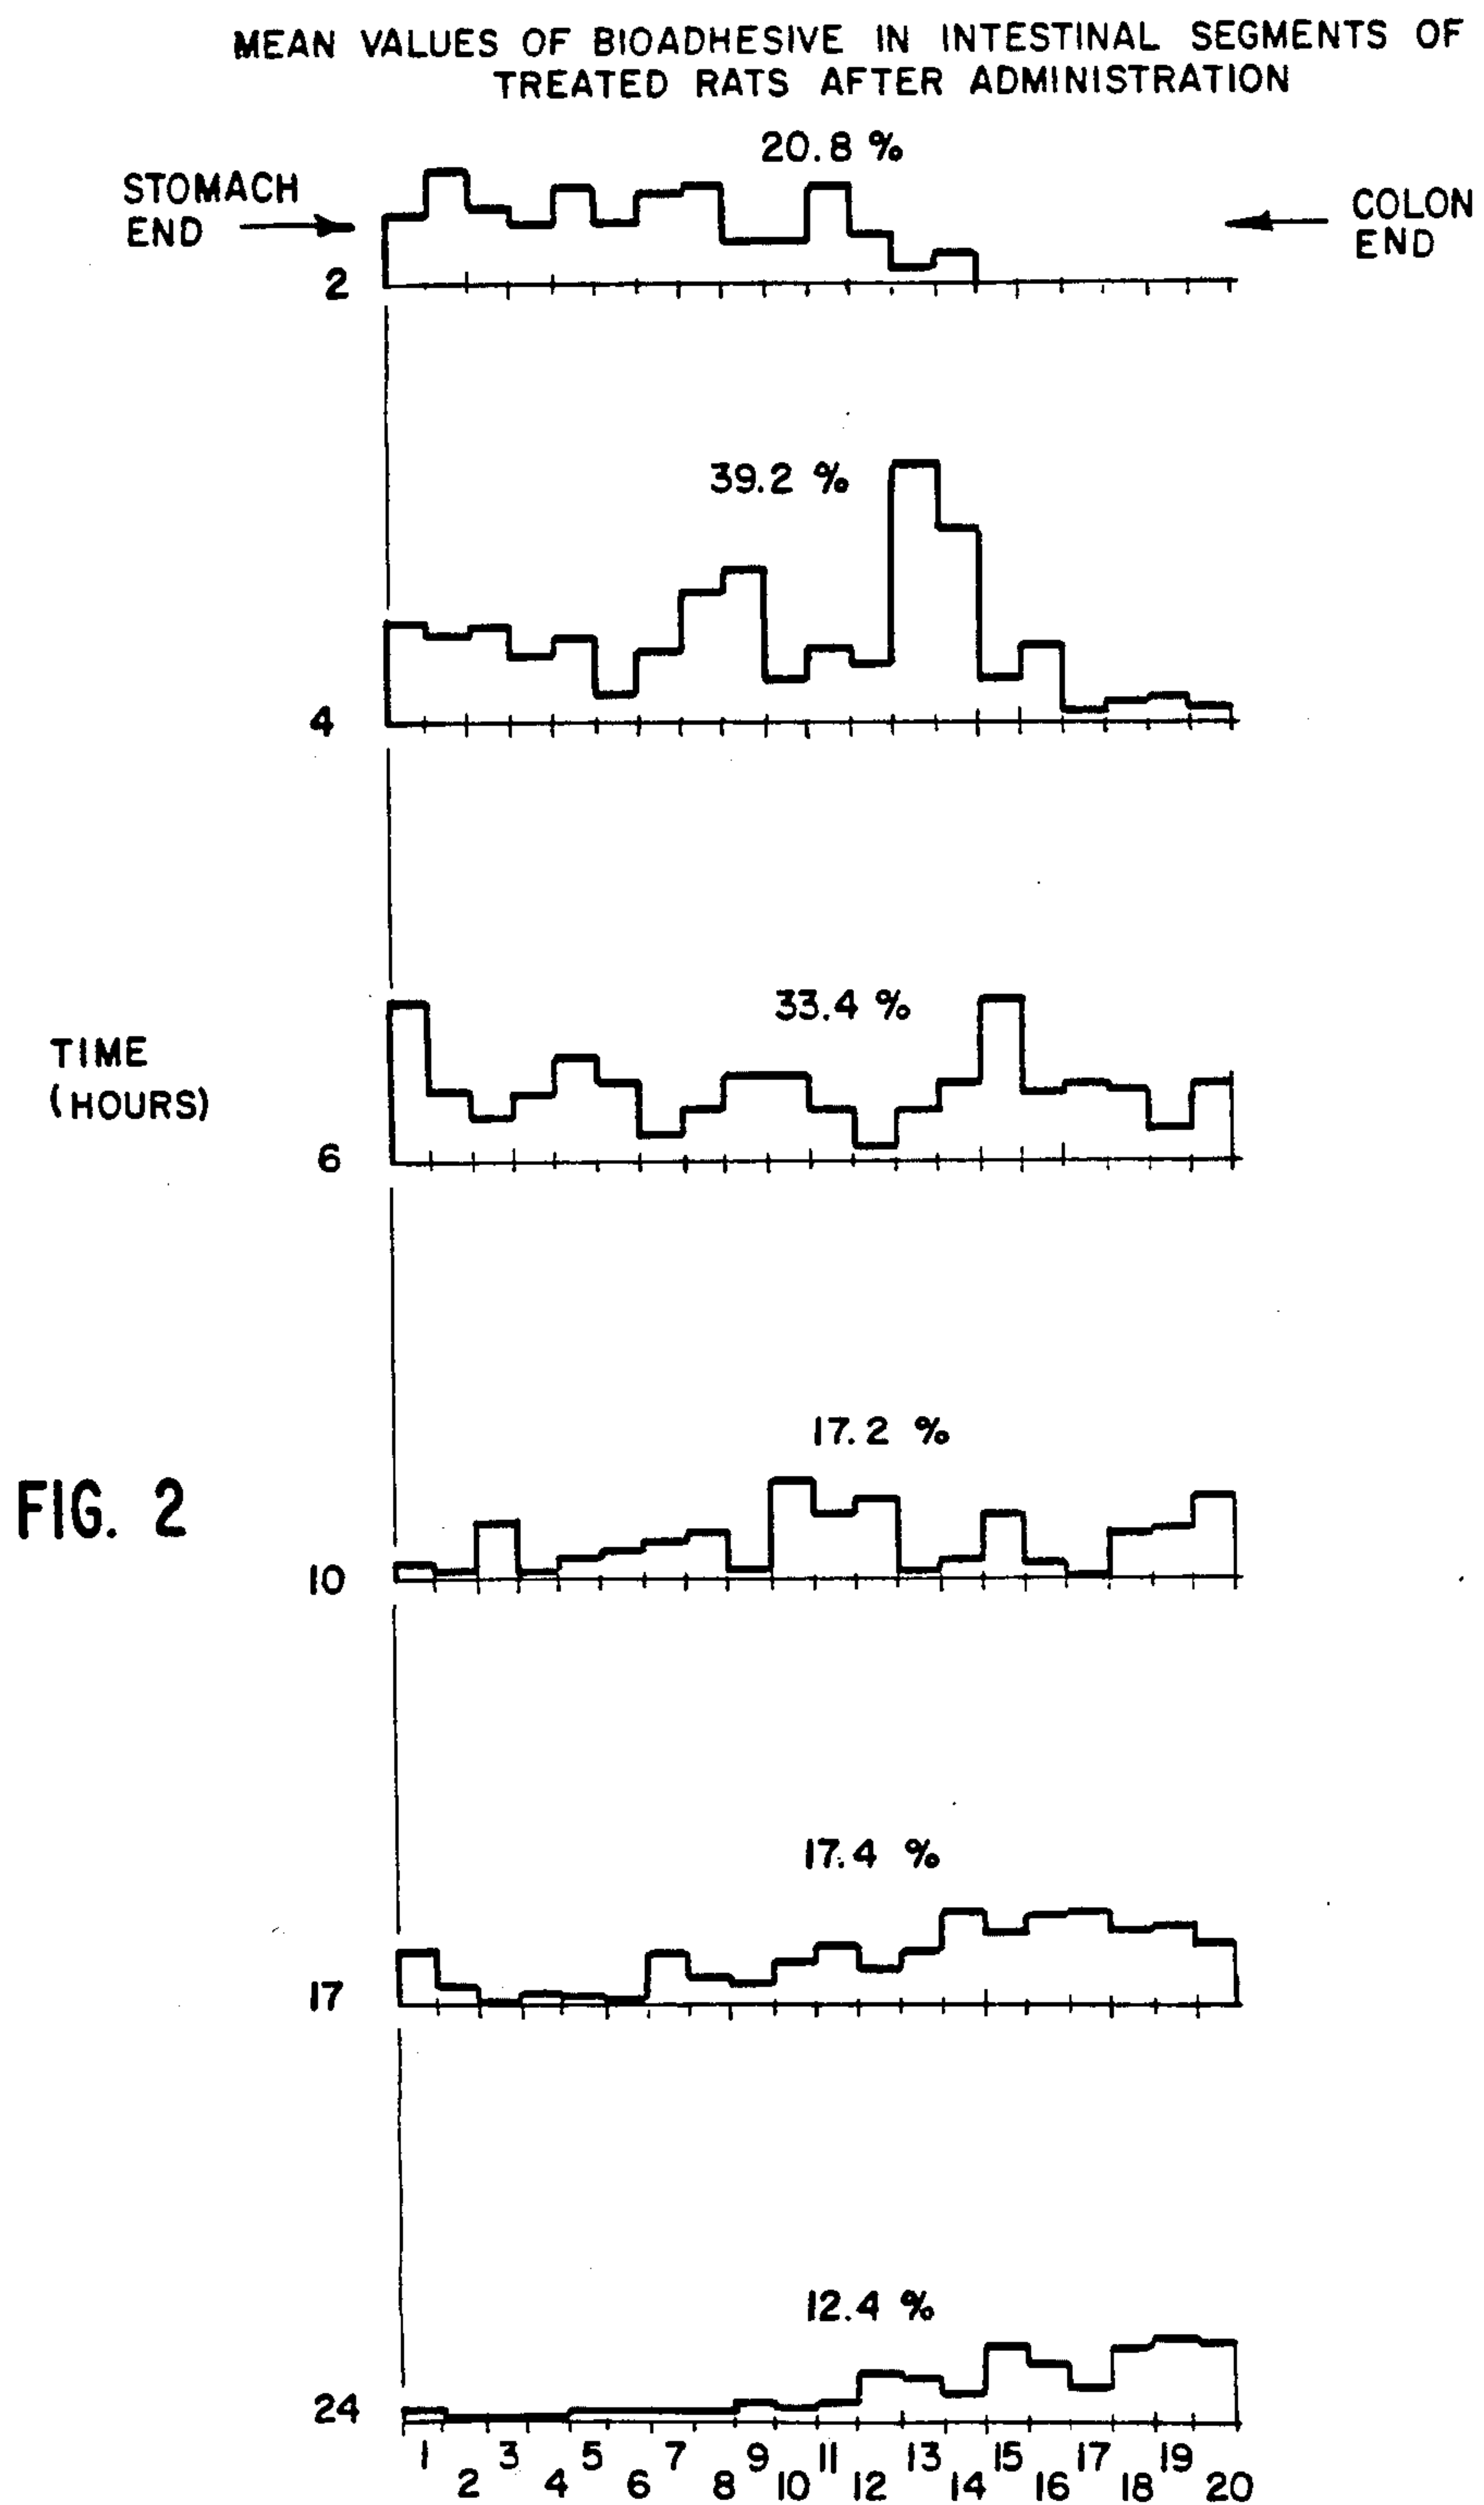 MEAN VALUES OF BIOADHESIVE IN INTESTINAL SEGMENTS OF
TREATED RATS AFTER ADMINISTRATION
20.8 %
STOMACH
END
COLON
END
2
39.2 %
4
33.4 %
TIME
(HOURS)
6
17.2 %
FIG. 2
10
17.4 %
17
12.4 %
24
1 3 5 7 9 11 13 15 17 19
2 4 6 8 10 12 14 16 18 20